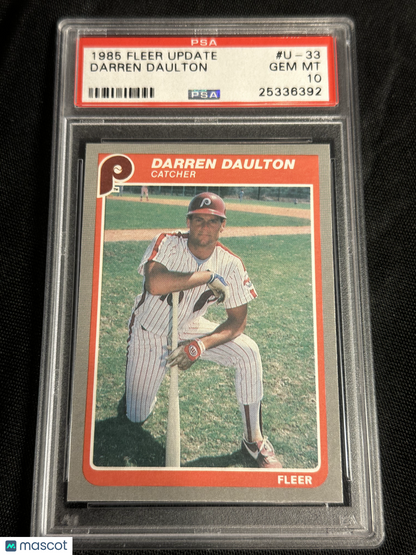 PSA
1985 FLEER UPDATE #U-33
DARREN DAULTON GEM MT
10
PSA 25336392
P
DARREN DAULTON
CATCHER
P
FLEER
mascot